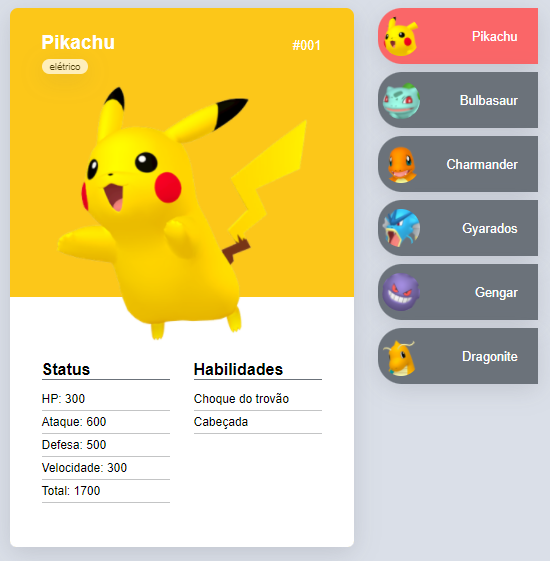 Pikachu
#001
elétrico
Status
HP: 300
Ataque: 600
Defesa: 500
Velocidade: 300
Total: 1700
Habilidades
Choque do trovão
Cabeçada
Pikachu
Bulbasaur
Charmander
Gyarados
Gengar
Dragonite